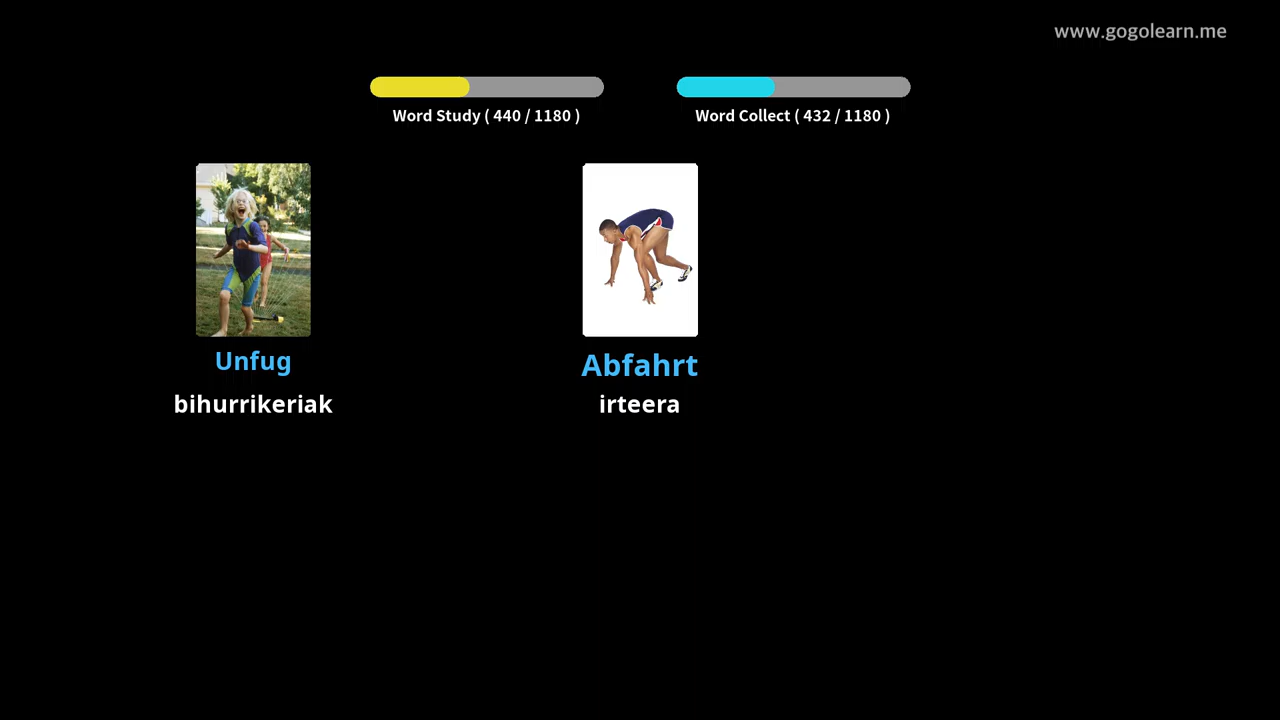 www.gogolearn.me
Word Study ( 440 / 1180 )
Word Collect ( 432 / 1180 )
Unfug
bihurrikeriak
Abfahrt
irteera